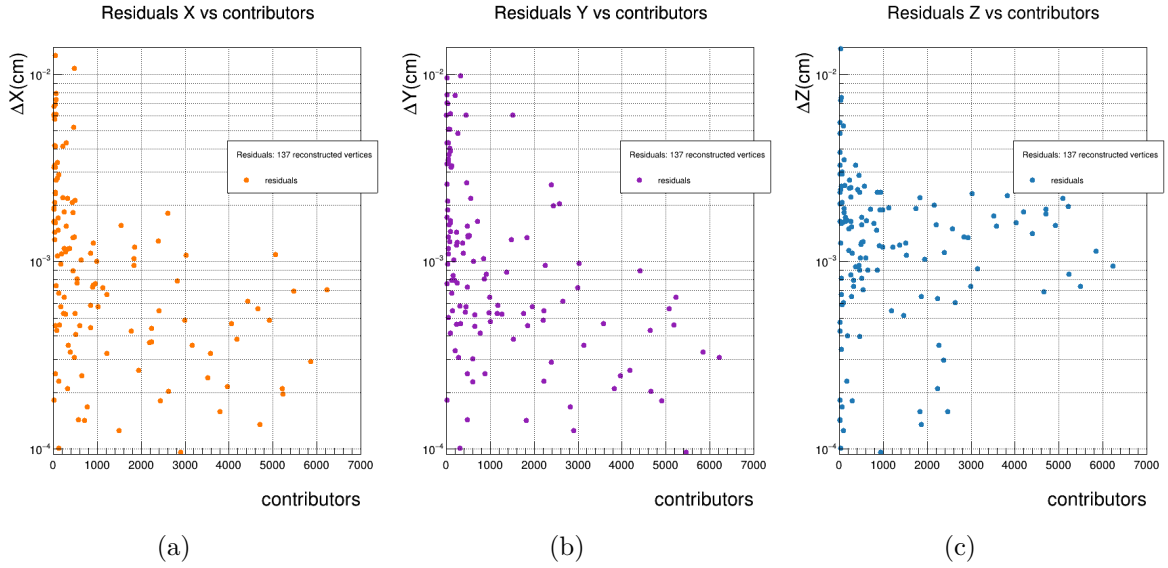 Residuals X vs contributors
ΔX(cm)
10⁻²
10⁻³
10⁻⁴
Residuals: 137 reconstructed vertices
residuals
0 1000 2000 3000 4000 5000 6000 7000
contributors
(a)
Residuals Y vs contributors
ΔY(cm)
10⁻²
10⁻³
10⁻⁴
Residuals: 137 reconstructed vertices
residuals
0 1000 2000 3000 4000 5000 6000 7000
contributors
(b)
Residuals Z vs contributors
ΔZ(cm)
10⁻²
10⁻³
10⁻⁴
Residuals: 137 reconstructed vertices
residuals
0 1000 2000 3000 4000 5000 6000 7000
contributors
(c)